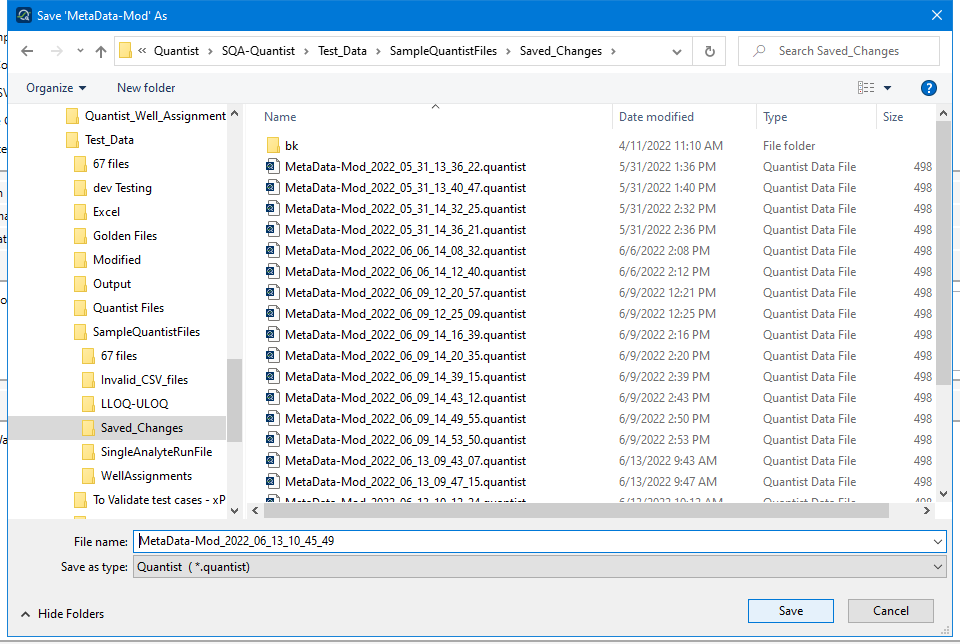 Save 'MetaData-Mod' As
« Quantist › SQA-Quantist › Test_Data › SampleQuantistFiles › Saved_Changes ›
Search Saved_Changes
Organize
New folder
Quantist_Well_Assignment
Test_Data
67 files
dev Testing
Excel
Golden Files
Modified
Output
Quantist Files
SampleQuantistFiles
67 files
Invalid_CSV_files
LLOQ-ULOQ
Saved_Changes
SingleAnalyteRunFile
WellAssignments
To Validate test cases - xP
Name Date modified Type Size
bk 4/11/2022 11:10 AM File folder
MetaData-Mod_2022_05_31_13_36_22.quantist 5/31/2022 1:36 PM Quantist Data File 498
MetaData-Mod_2022_05_31_13_40_47.quantist 5/31/2022 1:40 PM Quantist Data File 498
MetaData-Mod_2022_05_31_14_32_25.quantist 5/31/2022 2:32 PM Quantist Data File 498
MetaData-Mod_2022_05_31_14_36_21.quantist 5/31/2022 2:36 PM Quantist Data File 498
MetaData-Mod_2022_06_06_14_08_32.quantist 6/6/2022 2:08 PM Quantist Data File 498
MetaData-Mod_2022_06_06_14_12_40.quantist 6/6/2022 2:12 PM Quantist Data File 498
MetaData-Mod_2022_06_09_12_20_57.quantist 6/9/2022 12:21 PM Quantist Data File 498
MetaData-Mod_2022_06_09_12_25_09.quantist 6/9/2022 12:25 PM Quantist Data File 498
MetaData-Mod_2022_06_09_14_16_39.quantist 6/9/2022 2:16 PM Quantist Data File 498
MetaData-Mod_2022_06_09_14_20_35.quantist 6/9/2022 2:20 PM Quantist Data File 498
MetaData-Mod_2022_06_09_14_39_15.quantist 6/9/2022 2:39 PM Quantist Data File 498
MetaData-Mod_2022_06_09_14_43_12.quantist 6/9/2022 2:43 PM Quantist Data File 498
MetaData-Mod_2022_06_09_14_49_55.quantist 6/9/2022 2:50 PM Quantist Data File 498
MetaData-Mod_2022_06_09_14_53_50.quantist 6/9/2022 2:53 PM Quantist Data File 498
MetaData-Mod_2022_06_13_09_43_07.quantist 6/13/2022 9:43 AM Quantist Data File 498
MetaData-Mod_2022_06_13_09_47_15.quantist 6/13/2022 9:47 AM Quantist Data File 498
File name: MetaData-Mod_2022_06_13_10_45_49
Save as type: Quantist ( *.quantist)
Hide Folders
Save
Cancel